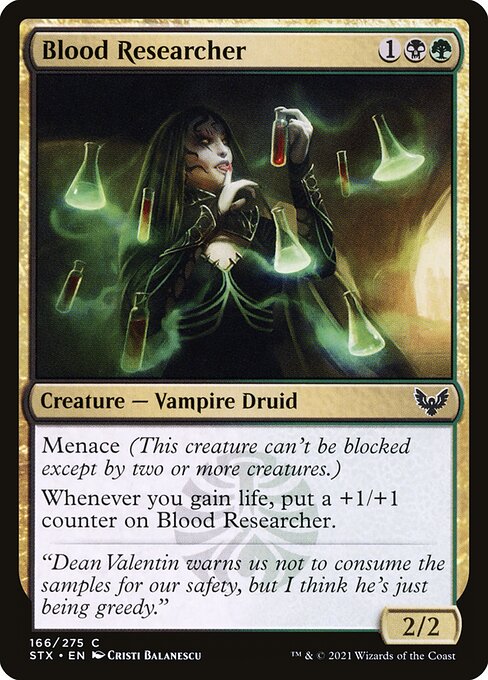 Blood Researcher 1
Creature — Vampire Druid
Menace (This creature can't be blocked
except by two or more creatures.)
Whenever you gain life, put a +1/+1
counter on Blood Researcher.
“Dean Valentin warns us not to consume the
samples for our safety, but I think he's just
being greedy.”
2/2
166/275 C
STX • EN Cristi Balanescu
™ & © 2021 Wizards of the Coast